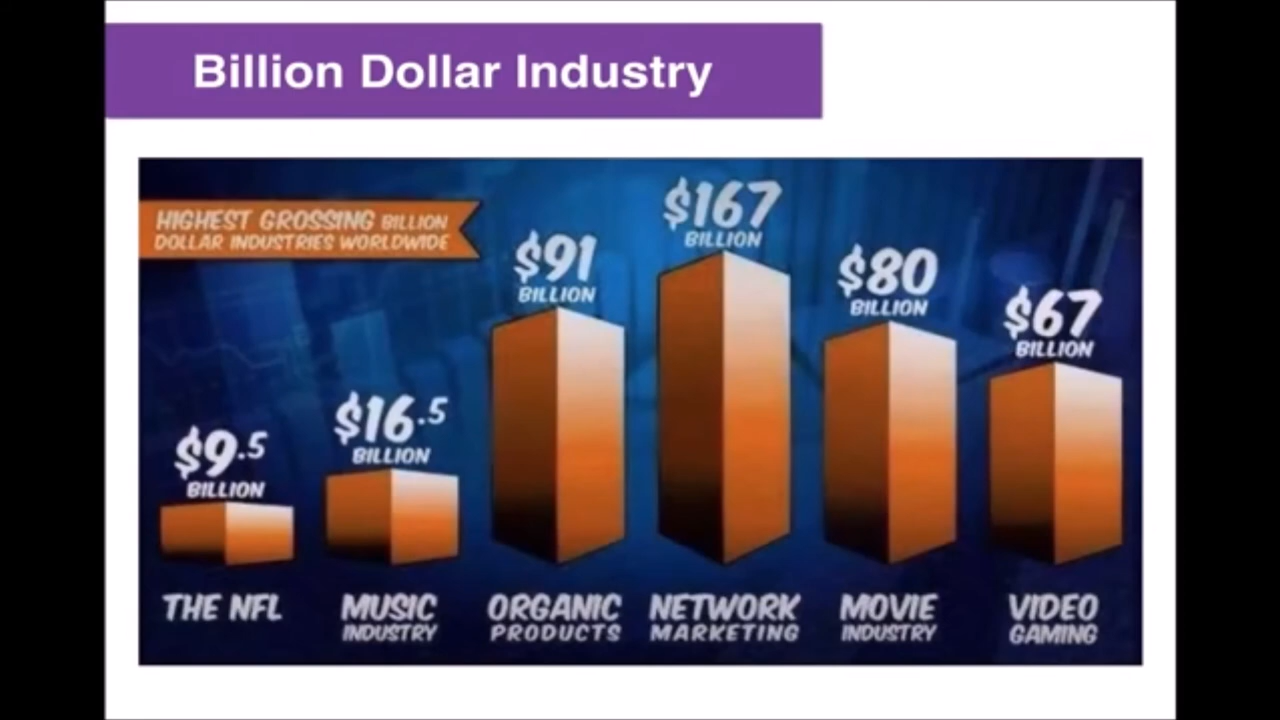 Billion Dollar Industry
HIGHEST GROSSING BILLION
DOLLAR INDUSTRIES WORLDWIDE
$9.5
BILLION
THE NFL
$16.5
BILLION
MUSIC
INDUSTRY
$91
BILLION
ORGANIC
PRODUCTS
$167
BILLION
NETWORK
MARKETING
$80
BILLION
MOVIE
INDUSTRY
$67
BILLION
VIDEO
GAMING